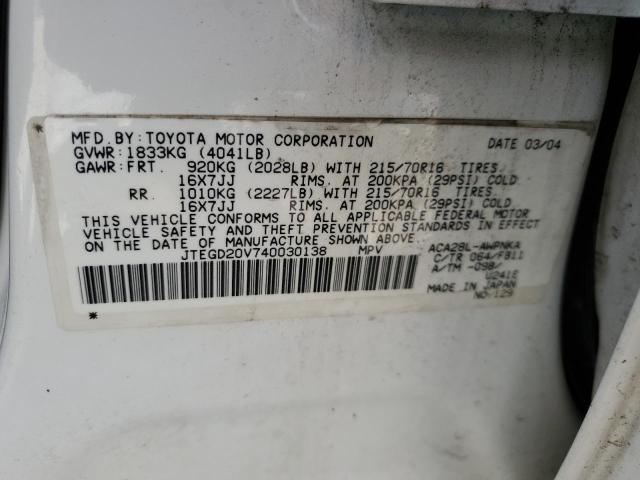 MFD. BY: TOYOTA MOTOR CORPORATION DATE 03/04
GVWR: 1833KG (4041LB)
GAWR: FRT. 920KG (2028LB) WITH 215/70R16 TIRES
16X7JJ RIMS. AT 200KPA (29PSI) COLD
RR. 1010KG (2227LB) WITH 215/70R16 TIRES
16X7JJ RIMS. AT 200KPA (29PSI) COLD
THIS VEHICLE CONFORMS TO ALL APPLICABLE FEDERAL MOTOR
VEHICLE SAFETY AND THEFT PREVENTION STANDARDS IN EFFECT
ON THE DATE OF MANUFACTURE SHOWN ABOVE.
JTEGD20V740030138 MPV
ACA28L-AWPNKA
C/TR 064/FB11
A/TM -09B/
U241E
MADE IN JAPAN
NO.129